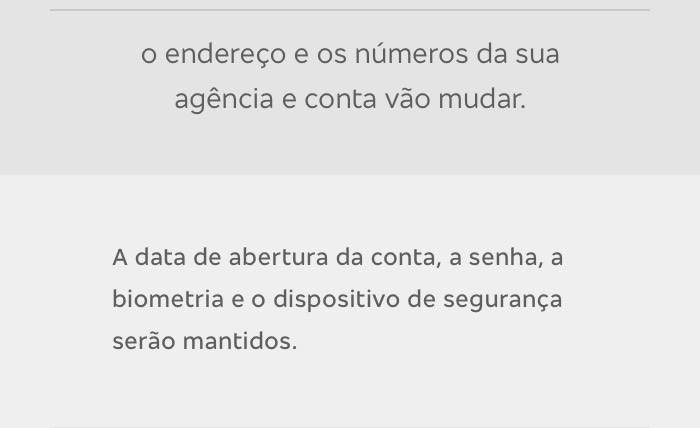 o endereço e os números da sua
agência e conta vão mudar.
A data de abertura da conta, a senha, a
biometria e o dispositivo de segurança
serão mantidos.